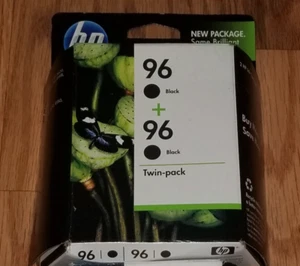 hp
NEW PACKAGE.
Same Brilliant
96
Black
+
96
Black
Twin-pack
96
96
hp